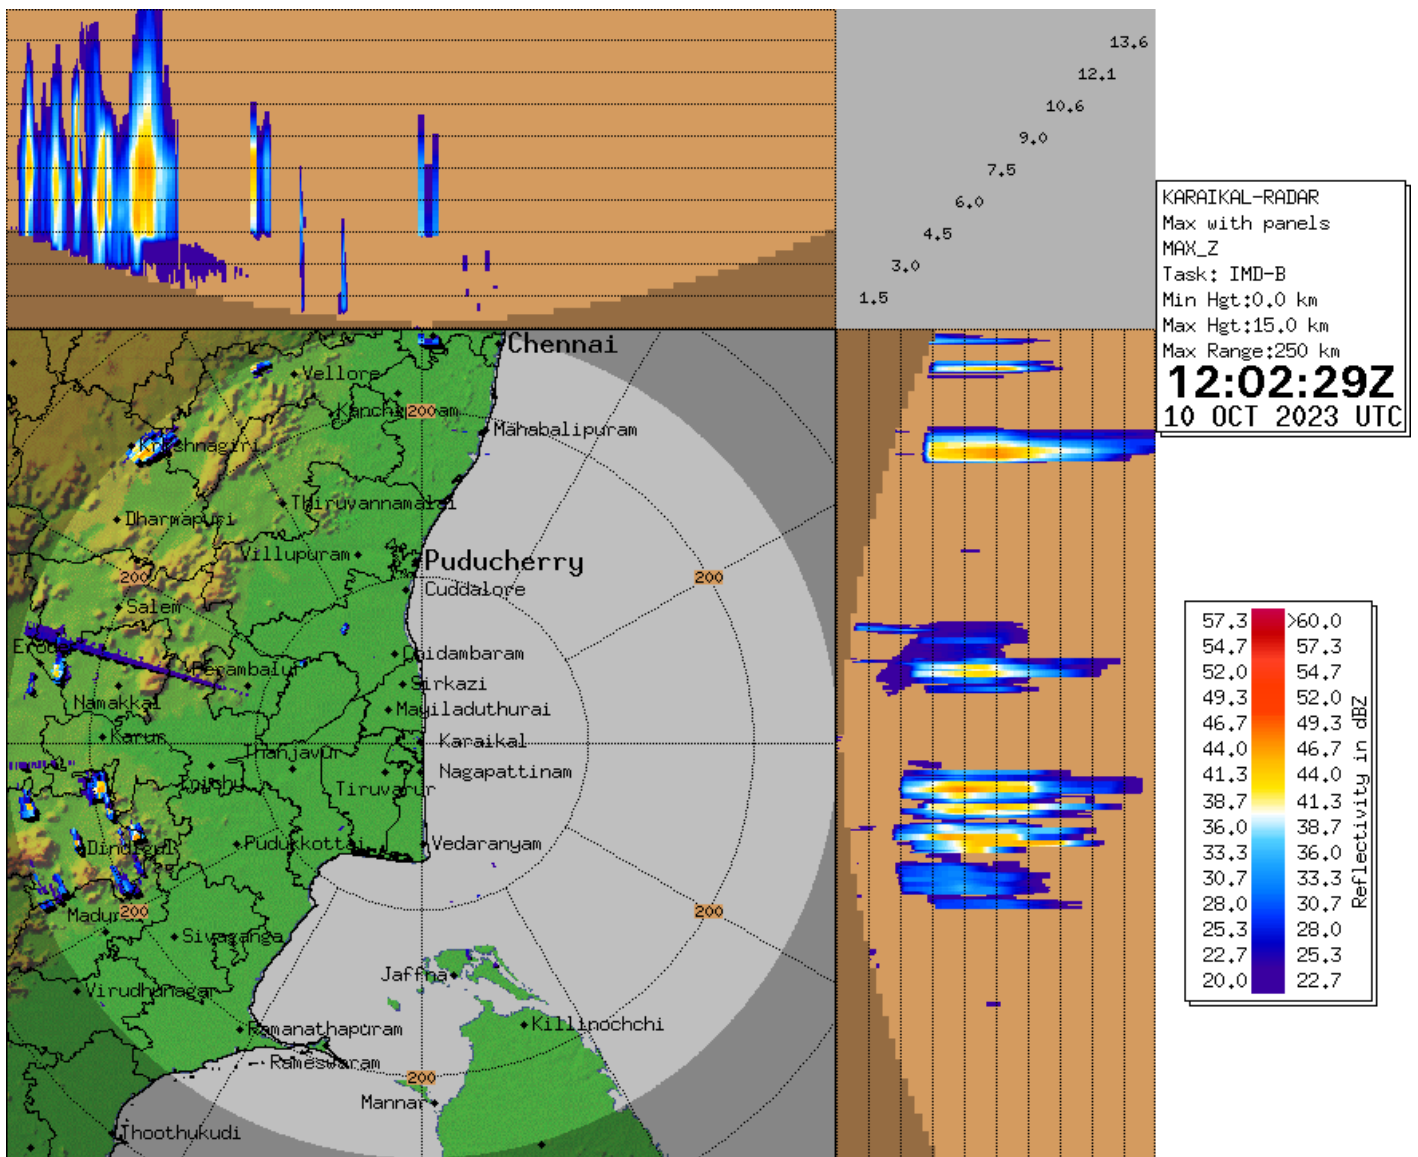 13.6
12.1
10.6
9.0
7.5
6.0
4.5
3.0
1.5
KARAIKAL-RADAR
Max with panels
MAX_Z
Task: IMD-B
Min Hgt:0.0 km
Max Hgt:15.0 km
Max Range:250 km
12:02:29Z
10 OCT 2023 UTC
Chennai
Vellore
200
Mahabalipuram
Krishnagiri
Thiruvannamalai
Dharmapuri
Villupuram
Puducherry
200
200
Cuddalore
Salem
Chidambaram
Perambalur
Sirkazi
Namakkal
Mayiladuthurai
Karur
Karaikal
Thanjavur
Nagapattinam
Tiruvarur
Dindigul
Pudukkottai
Vedaranyam
200
200
Sivaganga
Jaffna
Virudhunagar
Killinochchi
Ramanathapuram
Rameswaram
200
Mannar
Thoothukudi
57.3 >60.0
54.7 57.3
52.0 54.7
49.3 52.0
46.7 49.3
44.0 46.7
41.3 44.0
38.7 41.3
36.0 38.7
33.3 36.0
30.7 33.3
28.0 30.7
25.3 28.0
22.7 25.3
20.0 22.7
Reflectivity in dBZ